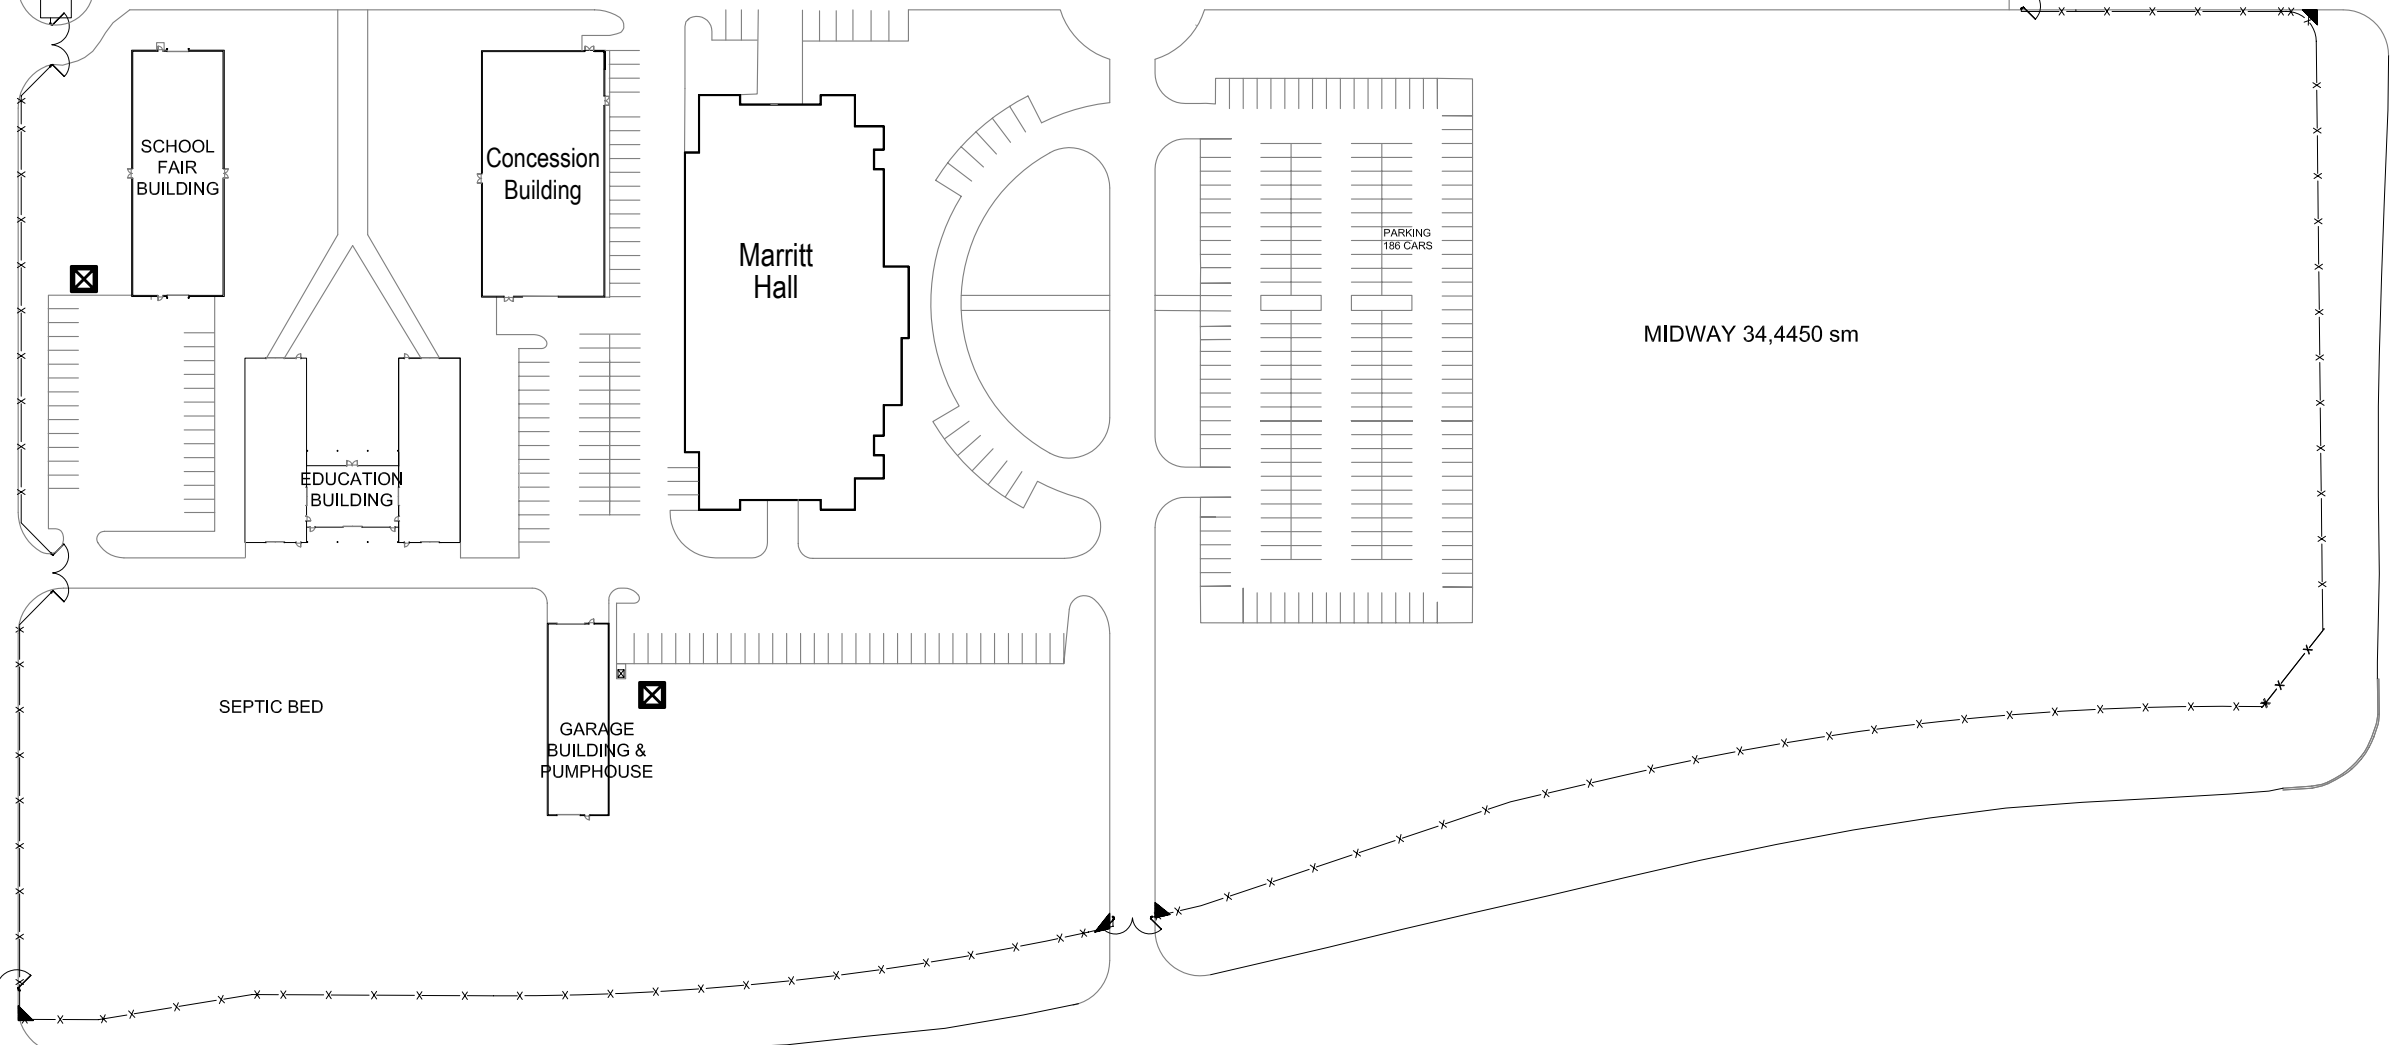 SCHOOL
FAIR
BUILDING
Concession
Building
Marritt
Hall
PARKING
186 CARS
MIDWAY 34,4450 sm
EDUCATION
BUILDING
SEPTIC BED
GARAGE
BUILDING &
PUMPHOUSE